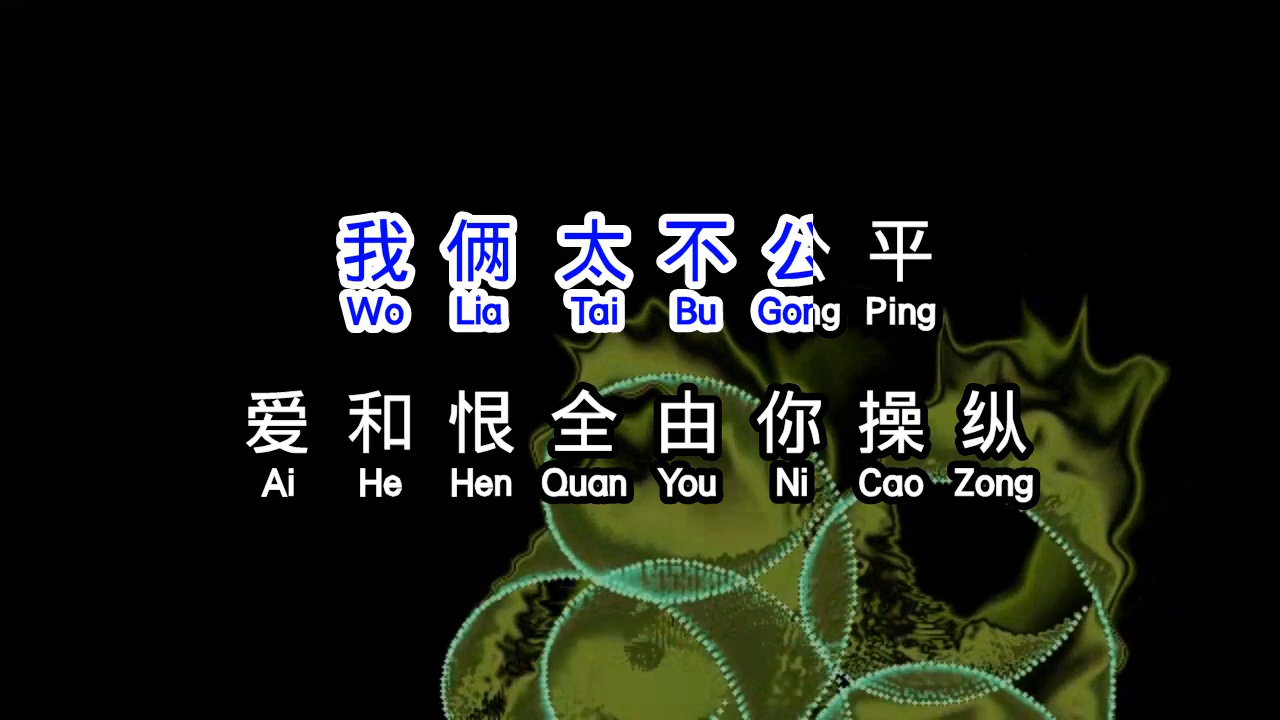 我 俩 太 不 公 平
Wo Lia Tai Bu Gong Ping
爱 和 恨 全 由 你 操 纵
Ai He Hen Quan You Ni Cao Zong